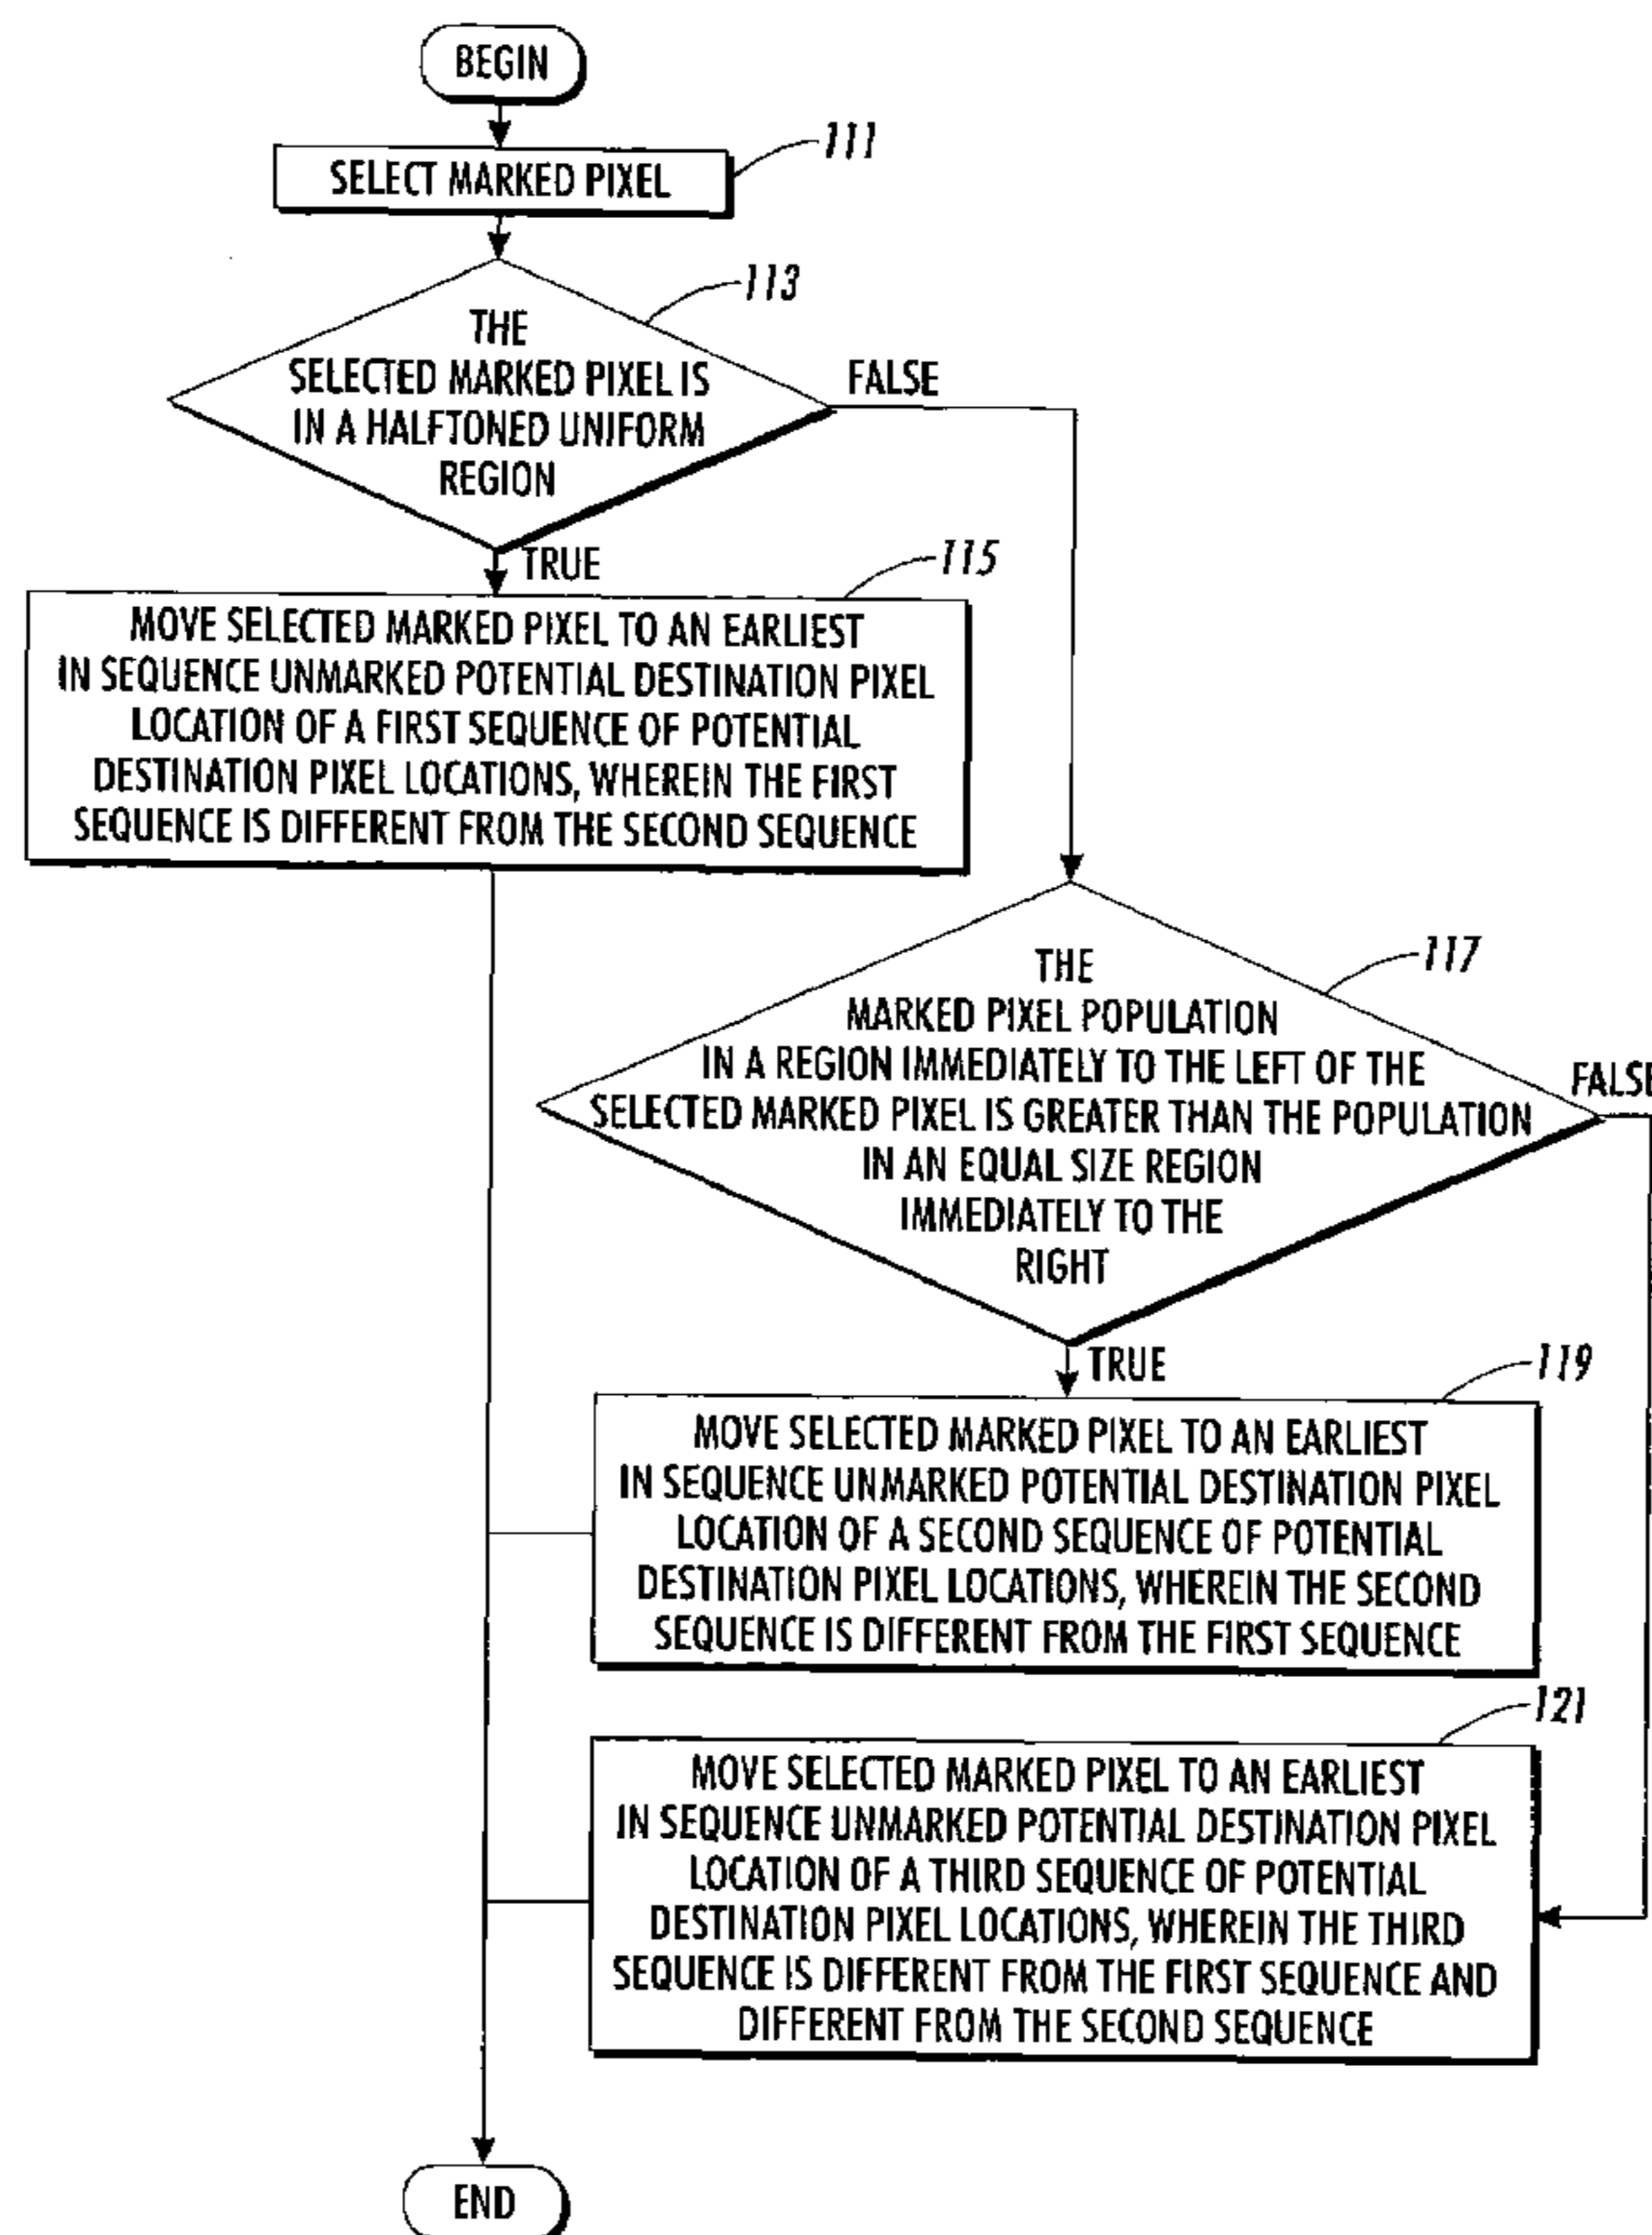 BEGIN
111
SELECT MARKED PIXEL
113
THE
SELECTED MARKED PIXEL IS
IN A HALFTONED UNIFORM
REGION
FALSE
TRUE
115
MOVE SELECTED MARKED PIXEL TO AN EARLIEST
IN SEQUENCE UNMARKED POTENTIAL DESTINATION PIXEL
LOCATION OF A FIRST SEQUENCE OF POTENTIAL
DESTINATION PIXEL LOCATIONS, WHEREIN THE FIRST
SEQUENCE IS DIFFERENT FROM THE SECOND SEQUENCE
117
THE
MARKED PIXEL POPULATION
IN A REGION IMMEDIATELY TO THE LEFT OF THE
SELECTED MARKED PIXEL IS GREATER THAN THE POPULATION
IN AN EQUAL SIZE REGION
IMMEDIATELY TO THE
RIGHT
FALSE
TRUE
119
MOVE SELECTED MARKED PIXEL TO AN EARLIEST
IN SEQUENCE UNMARKED POTENTIAL DESTINATION PIXEL
LOCATION OF A SECOND SEQUENCE OF POTENTIAL
DESTINATION PIXEL LOCATIONS, WHEREIN THE SECOND
SEQUENCE IS DIFFERENT FROM THE FIRST SEQUENCE
121
MOVE SELECTED MARKED PIXEL TO AN EARLIEST
IN SEQUENCE UNMARKED POTENTIAL DESTINATION PIXEL
LOCATION OF A THIRD SEQUENCE OF POTENTIAL
DESTINATION PIXEL LOCATIONS, WHEREIN THE THIRD
SEQUENCE IS DIFFERENT FROM THE FIRST SEQUENCE AND
DIFFERENT FROM THE SECOND SEQUENCE
END